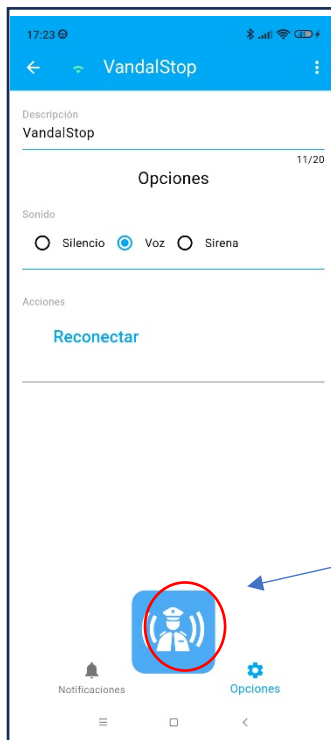 17:23
VandalStop
Descripción
VandalStop
11/20
Opciones
Sonido
Silencio Voz Sirena
Acciones
Reconectar
Notificaciones
Opciones